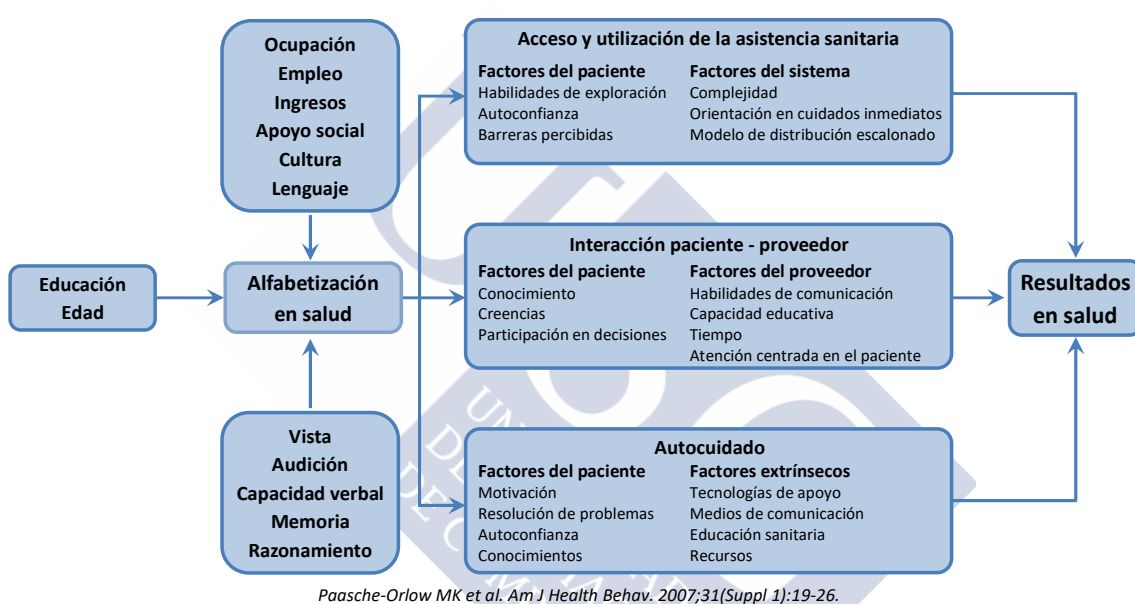 Ocupación
Empleo
Ingresos
Apoyo social
Cultura
Lenguaje
Educación
Edad
Alfabetización
en salud
Vista
Audición
Capacidad verbal
Memoria
Razonamiento
Acceso y utilización de la asistencia sanitaria
Factores del paciente
Habilidades de exploración
Autoconfianza
Barreras percibidas
Factores del sistema
Complejidad
Orientación en cuidados inmediatos
Modelo de distribución escalonado
Interacción paciente - proveedor
Factores del paciente
Conocimiento
Creencias
Participación en decisiones
Factores del proveedor
Habilidades de comunicación
Capacidad educativa
Tiempo
Atención centrada en el paciente
Autocuidado
Factores del paciente
Motivación
Resolución de problemas
Autoconfianza
Conocimientos
Factores extrínsecos
Tecnologías de apoyo
Medios de comunicación
Educación sanitaria
Recursos
Resultados
en salud
Paasche-Orlow MK et al. Am J Health Behav. 2007;31(Suppl 1):19-26.